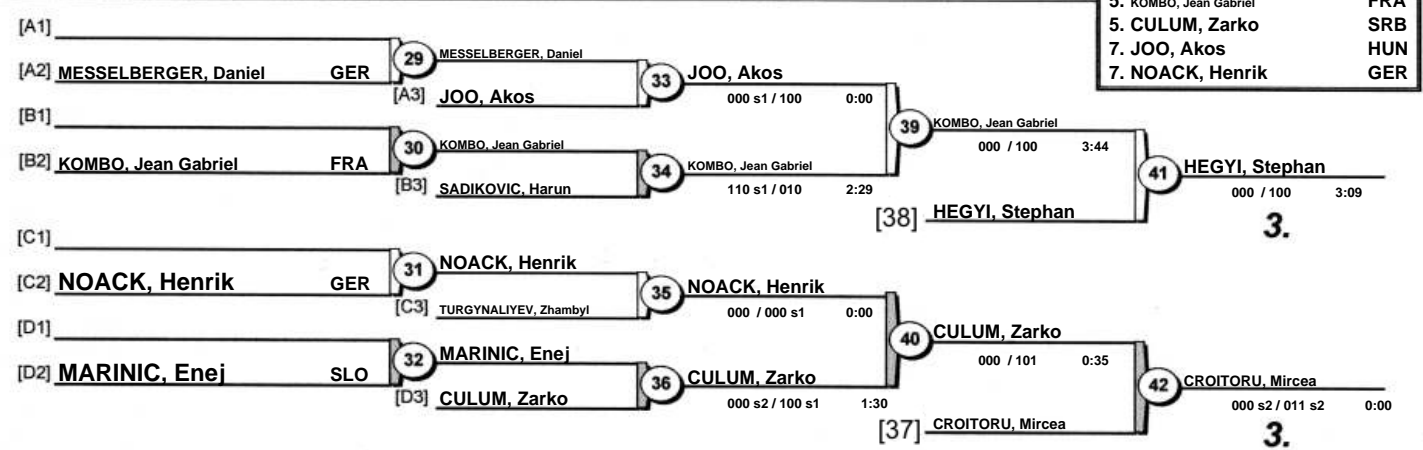 5. KOMBO, Jean Gabriel FRA
5. CULUM, Zarko SRB
7. JOO, Akos HUN
7. NOACK, Henrik GER
[A1]
[A2] MESSELBERGER, Daniel GER
29
MESSELBERGER, Daniel
[A3] JOO, Akos
33
JOO, Akos
000 s1 / 100 0:00
[B1]
[B2] KOMBO, Jean Gabriel FRA
30
KOMBO, Jean Gabriel
[B3] SADIKOVIC, Harun
34
KOMBO, Jean Gabriel
110 s1 / 010 2:29
39
KOMBO, Jean Gabriel
000 / 100 3:44
[38] HEGYI, Stephan
41
HEGYI, Stephan
000 / 100 3:09
3.
[C1]
[C2] NOACK, Henrik GER
31
NOACK, Henrik
[C3] TURGYNALIYEV, Zhambyl
35
NOACK, Henrik
000 / 000 s1 0:00
[D1]
[D2] MARINIC, Enej SLO
32
MARINIC, Enej
[D3] CULUM, Zarko
36
CULUM, Zarko
000 s2 / 100 s1 1:30
40
CULUM, Zarko
000 / 101 0:35
[37] CROITORU, Mircea
42
CROITORU, Mircea
000 s2 / 011 s2 0:00
3.